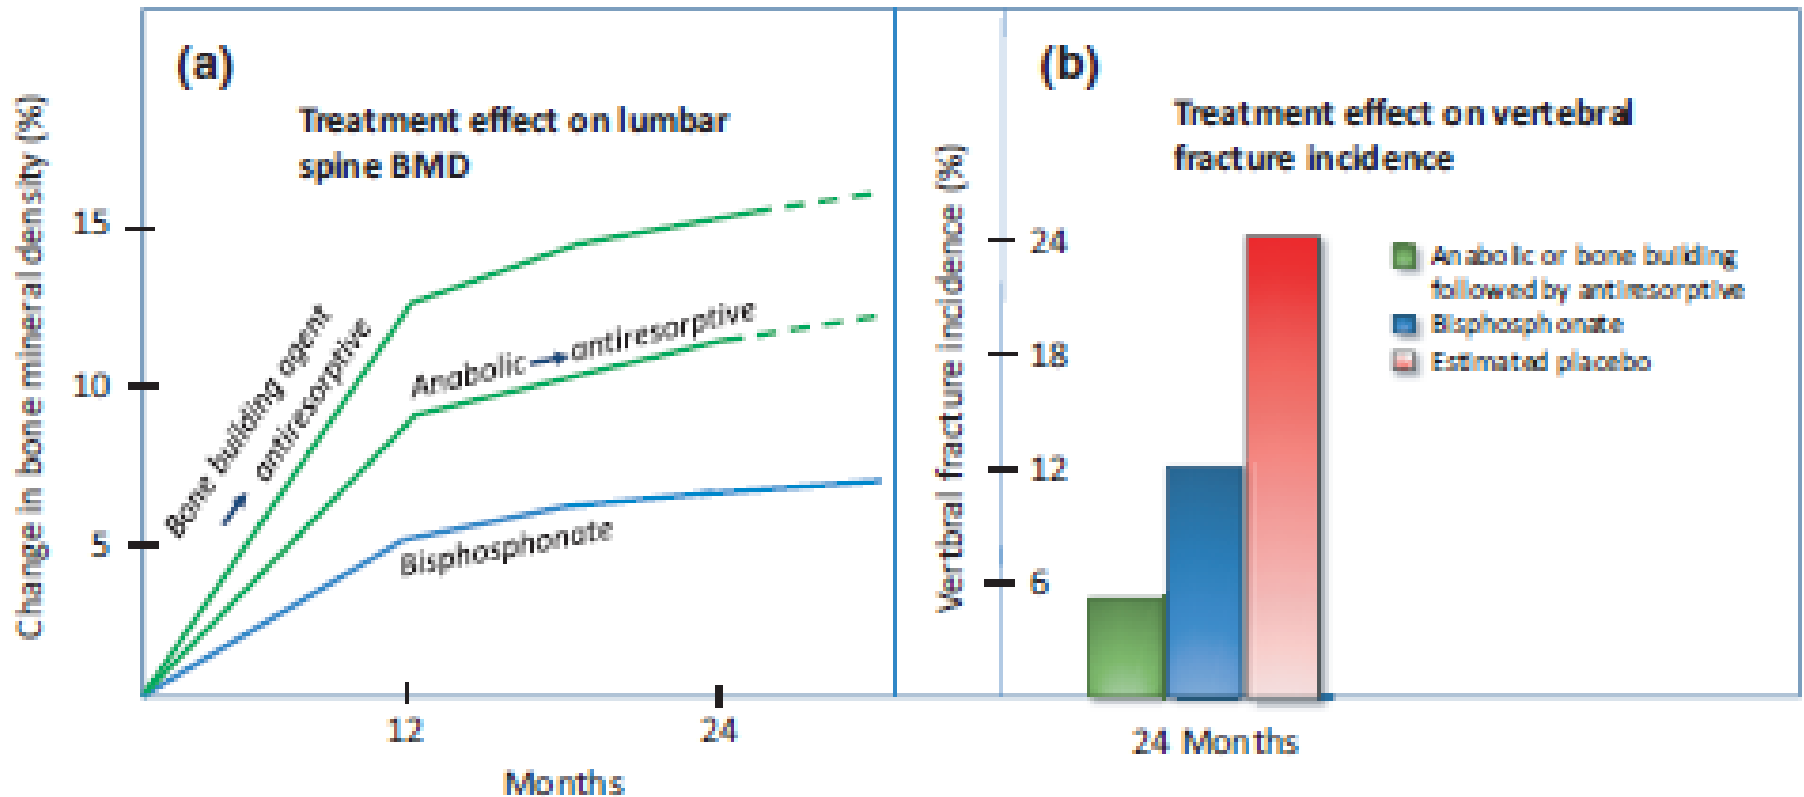 (a)
Treatment effect on lumbar
spine BMD
Change in bone mineral density (%)
15
10
5
Bone building agent
→ antiresorptive
Anabolic → antiresorptive
Bisphosphonate
12
24
Months
(b)
Treatment effect on vertebral
fracture incidence
Vertbral fracture incidence (%)
24
18
12
6
Anabolic or bone building
followed by antiresorptive
Bisphosphonate
Estimated placebo
24 Months